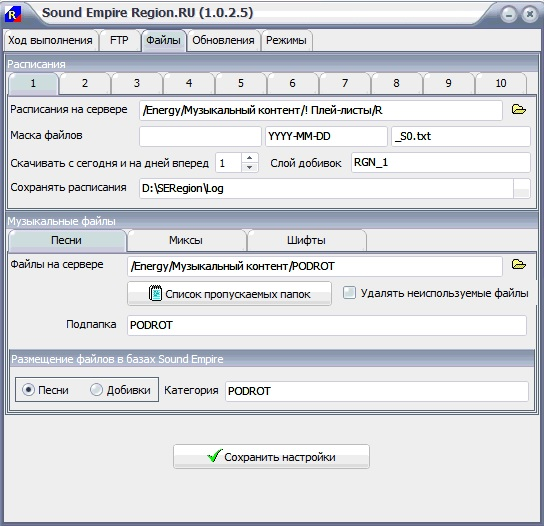 Sound Empire Region.RU (1.0.2.5)
Ход выполнения FTP Файлы Обновления Режимы
Расписания
1 2 3 4 5 6 7 8 9 10
Расписания на сервере /Energy/Музыкальный контент/! Плей-листы/R
Маска файлов YYYY-MM-DD _S0.txt
Скачивать с сегодня и на дней вперед 1 Слой добивок RGN_1
Сохранять расписания D:\SERegion\Log
Музыкальные файлы
Песни Миксы Шифты
Файлы на сервере /Energy/Музыкальный контент/PODROT
Список пропускаемых папок Удалять неиспользуемые файлы
Подпапка PODROT
Размещение файлов в базах Sound Empire
Песни Добивки Категория PODROT
Сохранить настройки